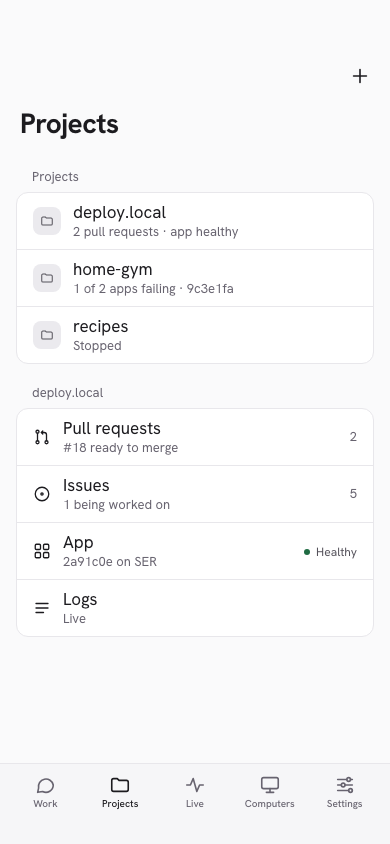 Projects
Projects
deploy.local
2 pull requests · app healthy
home-gym
1 of 2 apps failing · 9c3e1fa
recipes
Stopped
deploy.local
Pull requests
#18 ready to merge
2
Issues
1 being worked on
5
App
2a91c0e on SER
Healthy
Logs
Live
Work
Projects
Live
Computers
Settings